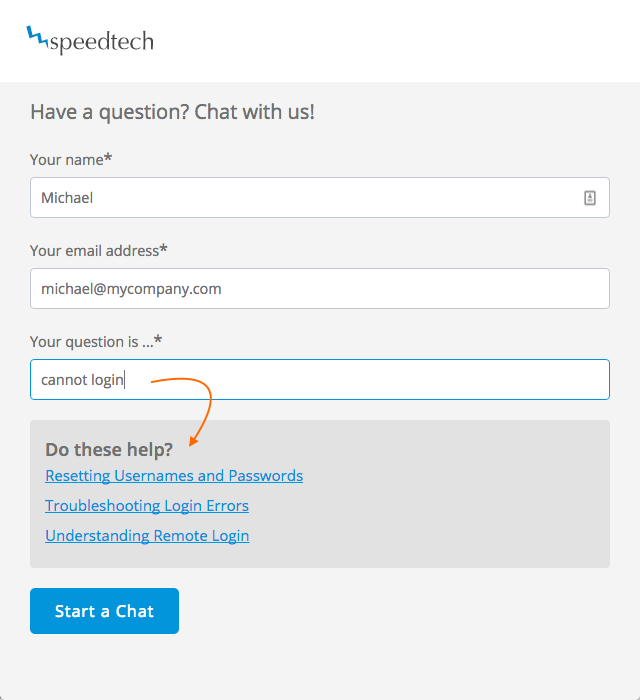 speedtech
Have a question? Chat with us!
Your name*
Michael
Your email address*
michael@mycompany.com
Your question is ...*
cannot login
Do these help?
Resetting Usernames and Passwords
Troubleshooting Login Errors
Understanding Remote Login
Start a Chat